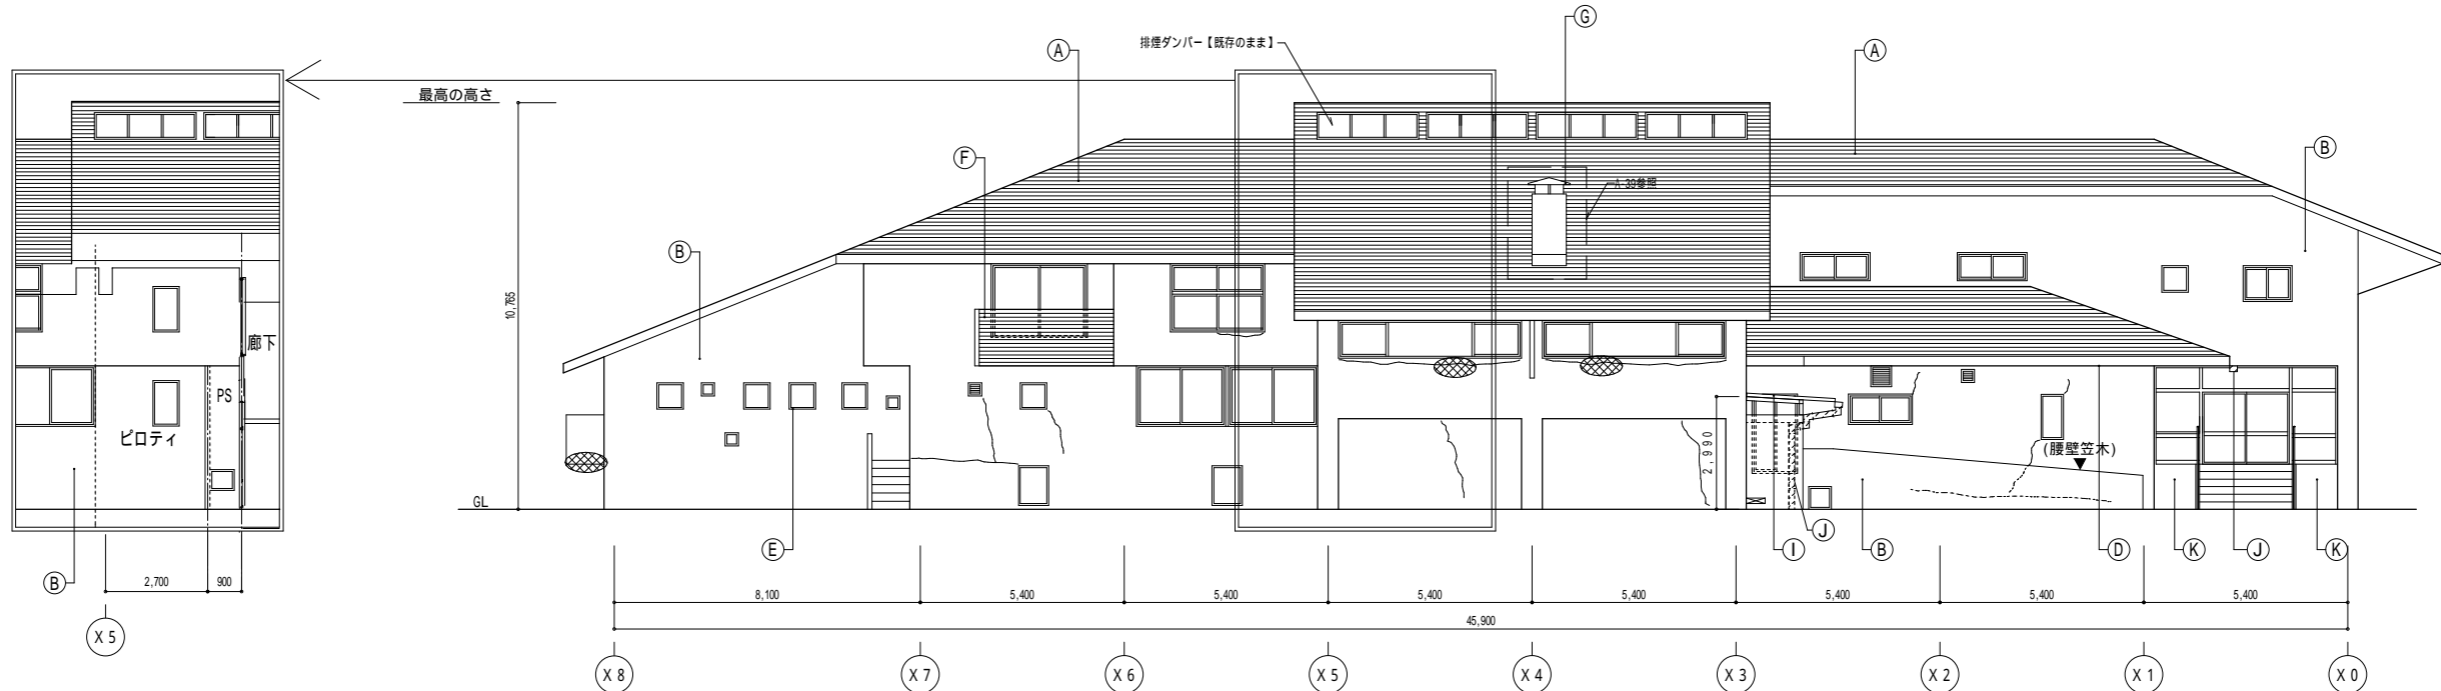 G
A
排煙ダンパー【既存のまま】
A
最高の高さ
F
B
A-39参照
B
10,765
廊下
PS
ピロティ
2,990
(腰壁笠木)
GL
J
E
I
B
D
K
J
K
B
2,700
900
8,100
5,400
5,400
5,400
5,400
5,400
5,400
5,400
45,900
X5
X8
X7
X6
X5
X4
X3
X2
X1
X0